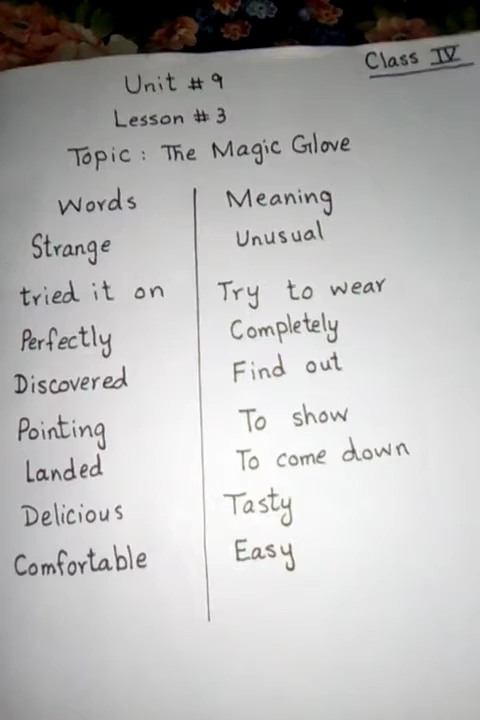 Class IV
Unit # 9
Lesson # 3
Topic : The Magic Glove
Words Meaning
Strange Unusual
tried it on Try to wear
Perfectly Completely
Discovered Find out
Pointing To show
Landed To come down
Delicious Tasty
Comfortable Easy